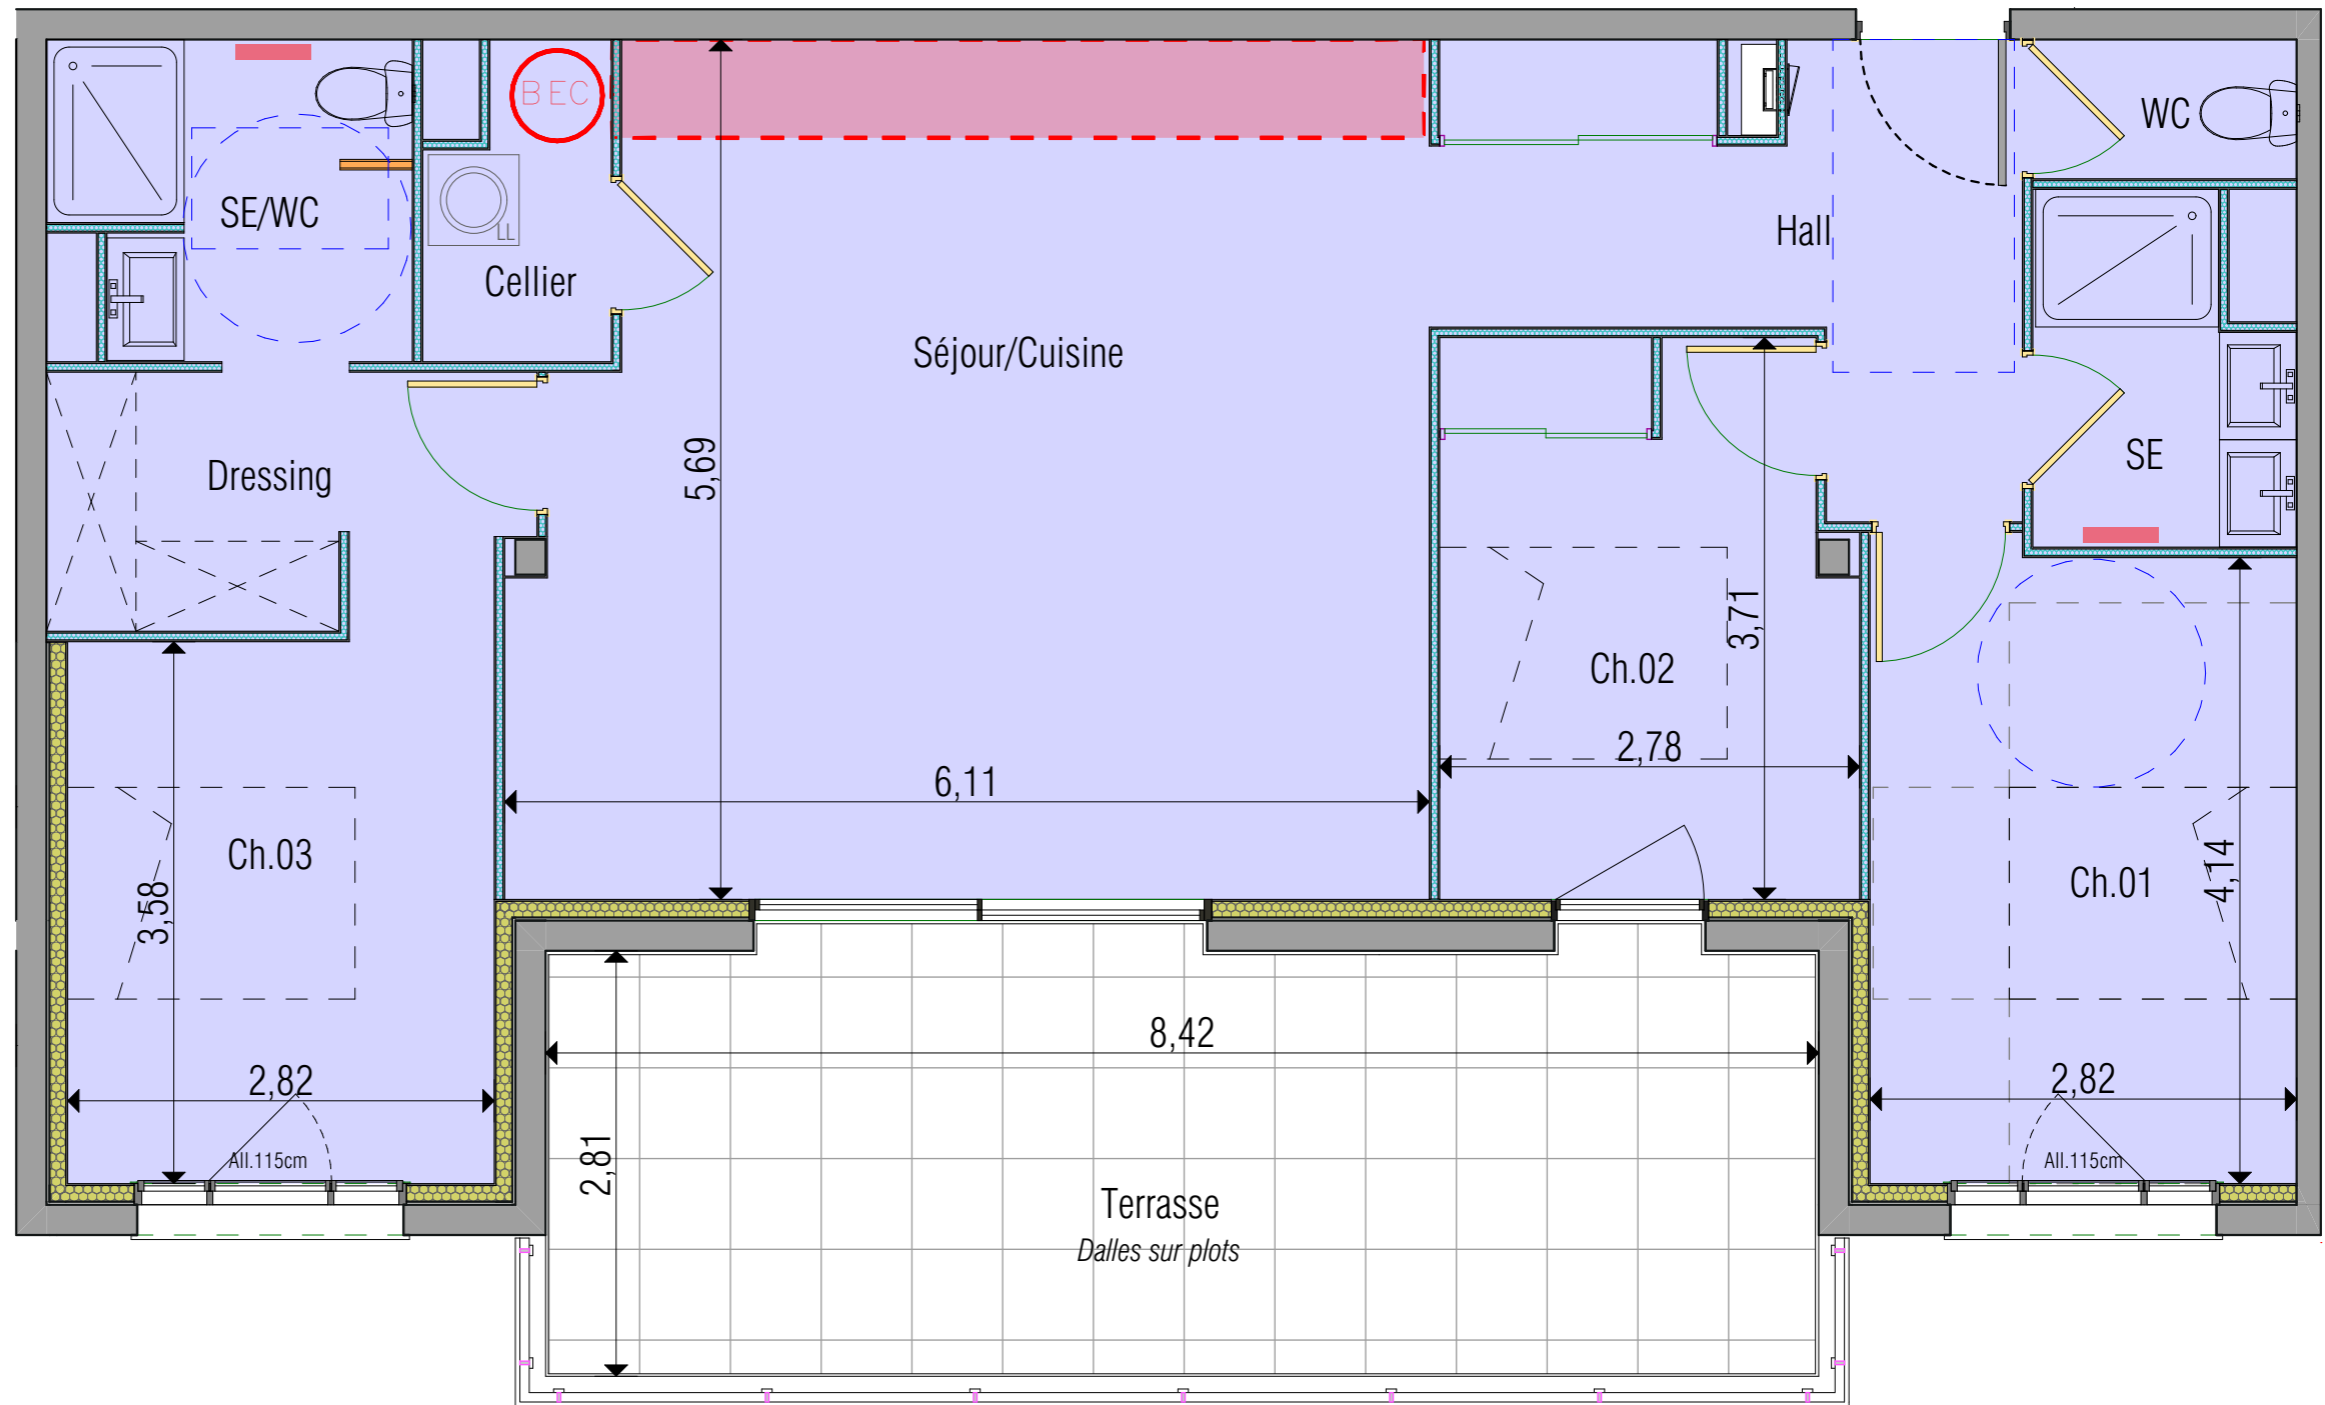 BEC
WC
SE/WC
Hall
LL
Cellier
Séjour/Cuisine
5,69
SE
Dressing
3,71
Ch.02
2,78
6,11
Ch.03
3,58
Ch.01
4,14
8,42
2,82
2,82
2,81
All.115cm
All.115cm
Terrasse
Dalles sur plots